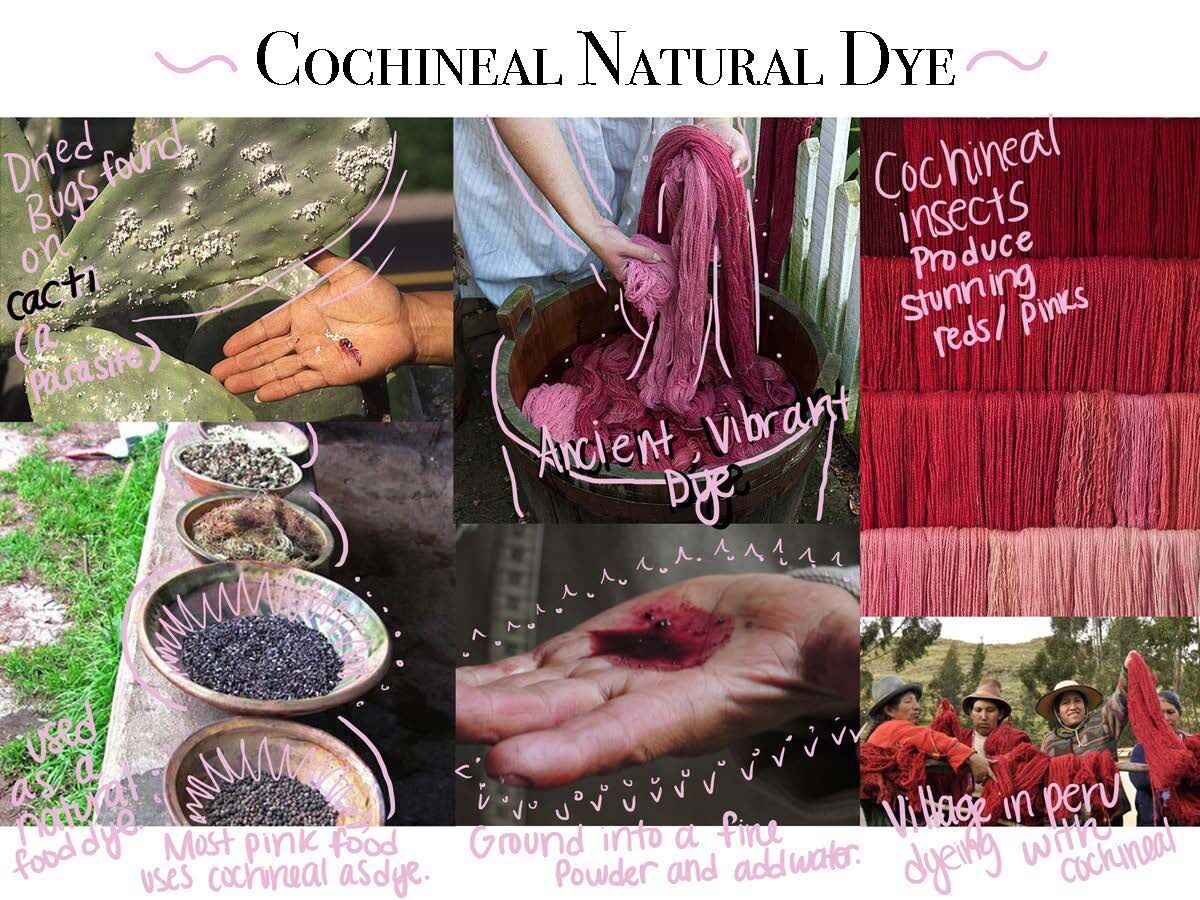 COCHINEAL NATURAL DYE
Dried
Bugs found
on
cacti
(a
parasite)
Ancient, Vibrant
Dye
Cochineal
insects
Produce
stunning
reds/ Pinks
used
as a
natural
food dye.
Most pink food
uses cochineal as dye.
Ground into a fine
Powder and add water.
Village in peru
dyeing with
cochineal